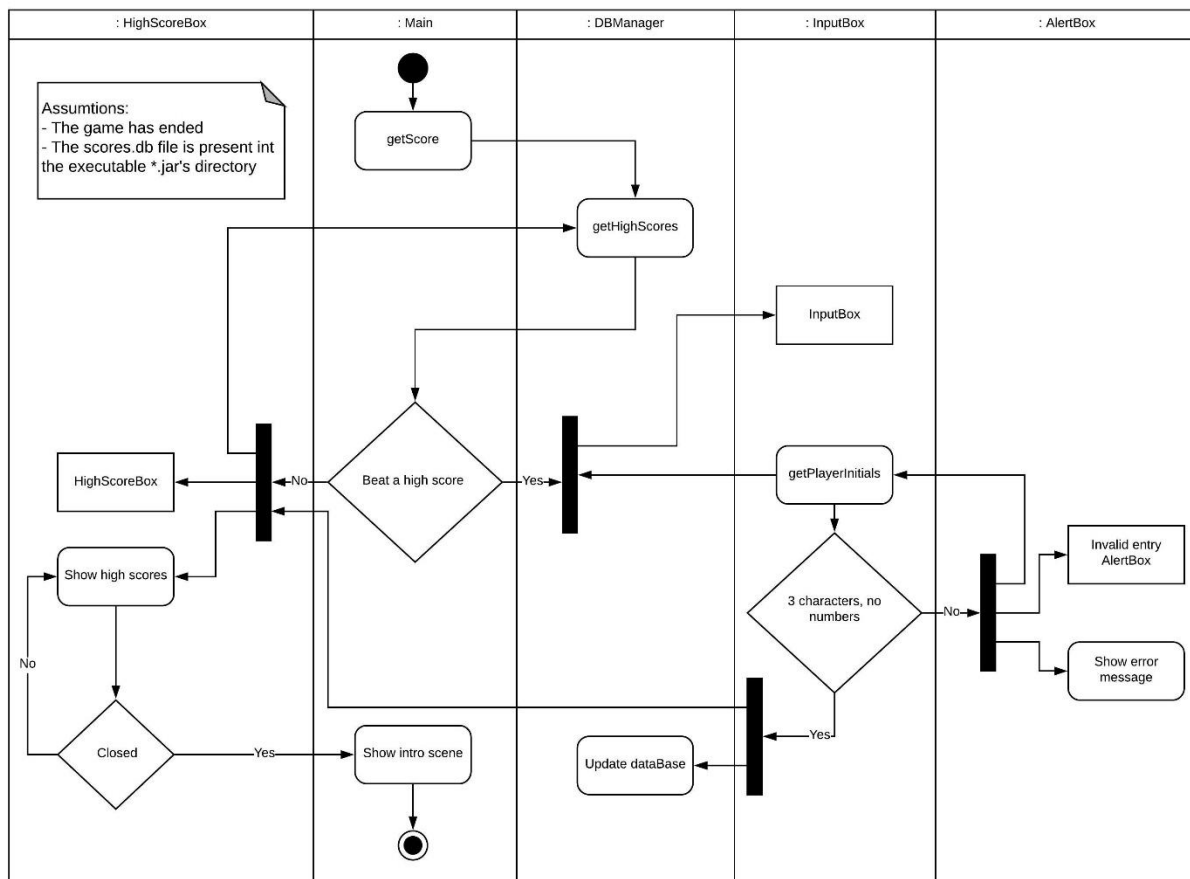 : HighScoreBox
: Main
: DBManager
: InputBox
: AlertBox
Assumtions:
- The game has ended
- The scores.db file is present int
the executable *.jar's directory
getScore
getHighScores
InputBox
HighScoreBox
No
Beat a high score
Yes
getPlayerInitials
Show high scores
3 characters, no
numbers
No
Invalid entry
AlertBox
Show error
message
No
Closed
Yes
Show intro scene
Update dataBase
Yes